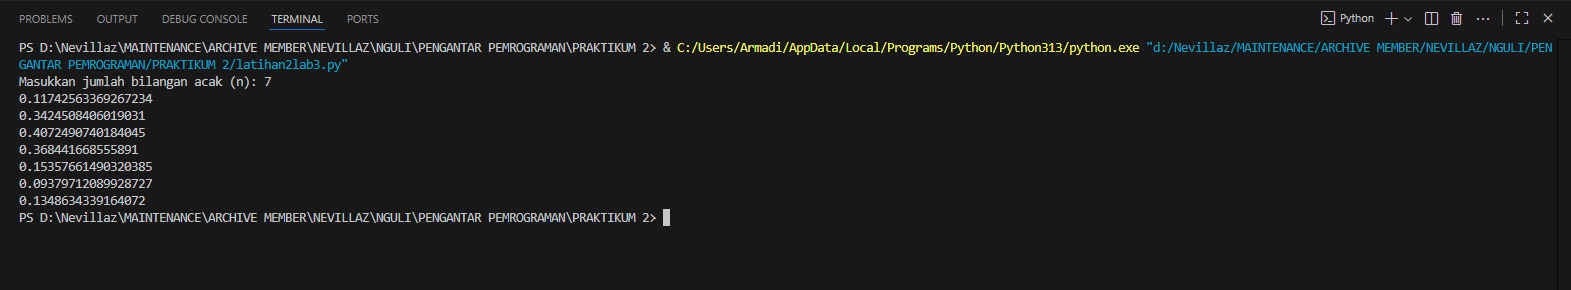 PROBLEMS OUTPUT DEBUG CONSOLE TERMINAL PORTS Python
PS D:\Nevillaz\MAINTENANCE\ARCHIVE MEMBER\NEVILLAZ\NGULI\PENGANTAR PEMROGRAMAN\PRAKTIKUM 2> & C:/Users/Armadi/AppData/Local/Programs/Python/Python313/python.exe "d:/Nevillaz/MAINTENANCE/ARCHIVE MEMBER/NEVILLAZ/NGULI/PEN
GANTAR PEMROGRAMAN/PRAKTIKUM 2/latihan2lab3.py"
Masukkan jumlah bilangan acak (n): 7
0.11742563369267234
0.3424508406019031
0.4072490740184045
0.368441668555891
0.15357661490320385
0.09379712089928727
0.1348634339164072
PS D:\Nevillaz\MAINTENANCE\ARCHIVE MEMBER\NEVILLAZ\NGULI\PENGANTAR PEMROGRAMAN\PRAKTIKUM 2>